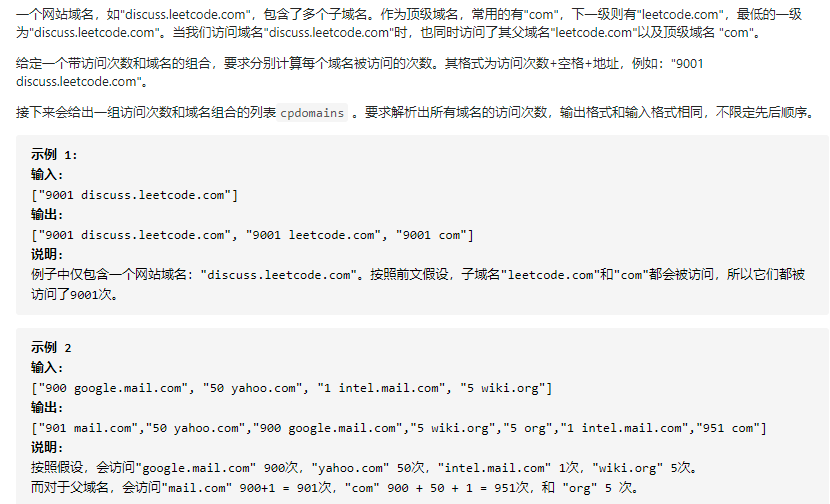 一个网站域名，如"discuss.leetcode.com"，包含了多个子域名。作为顶级域名，常用的有"com"，下一级则有"leetcode.com"，最低的一级
为"discuss.leetcode.com"。当我们访问域名"discuss.leetcode.com"时，也同时访问了其父域名"leetcode.com"以及顶级域名 "com"。
给定一个带访问次数和域名的组合，要求分别计算每个域名被访问的次数。其格式为访问次数+空格+地址，例如："9001
discuss.leetcode.com"。
接下来会给出一组访问次数和域名组合的列表cpdomains 。要求解析出所有域名的访问次数，输出格式和输入格式相同，不限定先后顺序。
示例 1:
输入:
["9001 discuss.leetcode.com"]
输出:
["9001 discuss.leetcode.com", "9001 leetcode.com", "9001 com"]
说明:
例子中仅包含一个网站域名："discuss.leetcode.com"。按照前文假设，子域名"leetcode.com"和"com"都会被访问，所以它们都被
访问了9001次。
示例 2
输入:
["900 google.mail.com", "50 yahoo.com", "1 intel.mail.com", "5 wiki.org"]
输出:
["901 mail.com","50 yahoo.com","900 google.mail.com","5 wiki.org","5 org","1 intel.mail.com","951 com"]
说明:
按照假设，会访问"google.mail.com" 900次，"yahoo.com" 50次，"intel.mail.com" 1次，"wiki.org" 5次。
而对于父域名，会访问"mail.com" 900+1 = 901次，"com" 900 + 50 + 1 = 951次，和 "org" 5 次。